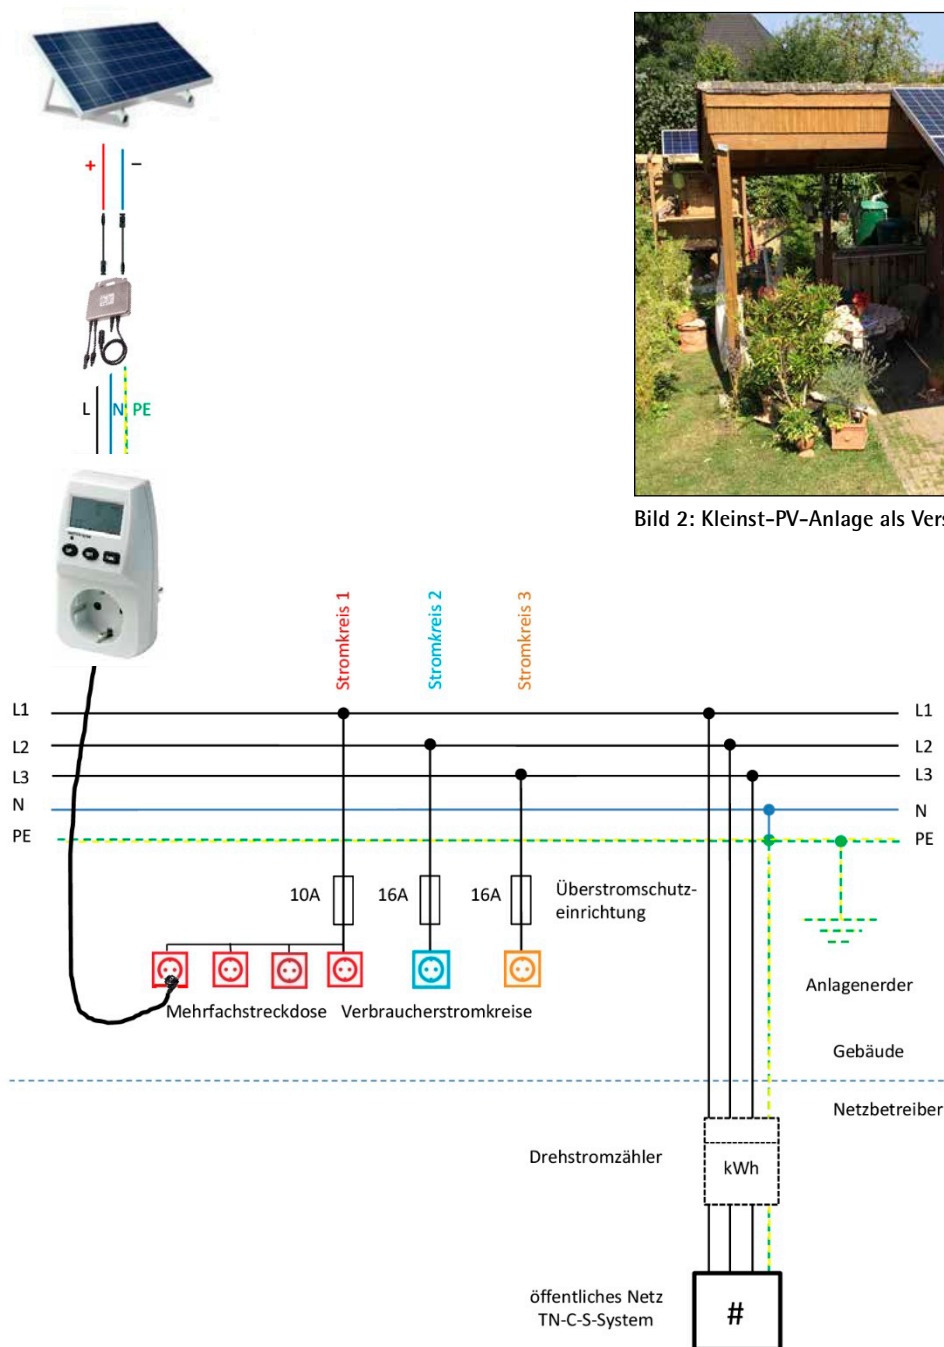 + −
L N PE
Bild 2: Kleinst-PV-Anlage als Vers
Stromkreis 1
Stromkreis 2
Stromkreis 3
L1 L1
L2 L2
L3 L3
N N
PE PE
10A 16A 16A Überstromschutz-
einrichtung
Mehrfachstreckdose Verbraucherstromkreise
Anlagenerder
Gebäude
Netzbetreiber
Drehstromzähler kWh
öffentliches Netz
TN-C-S-System
#